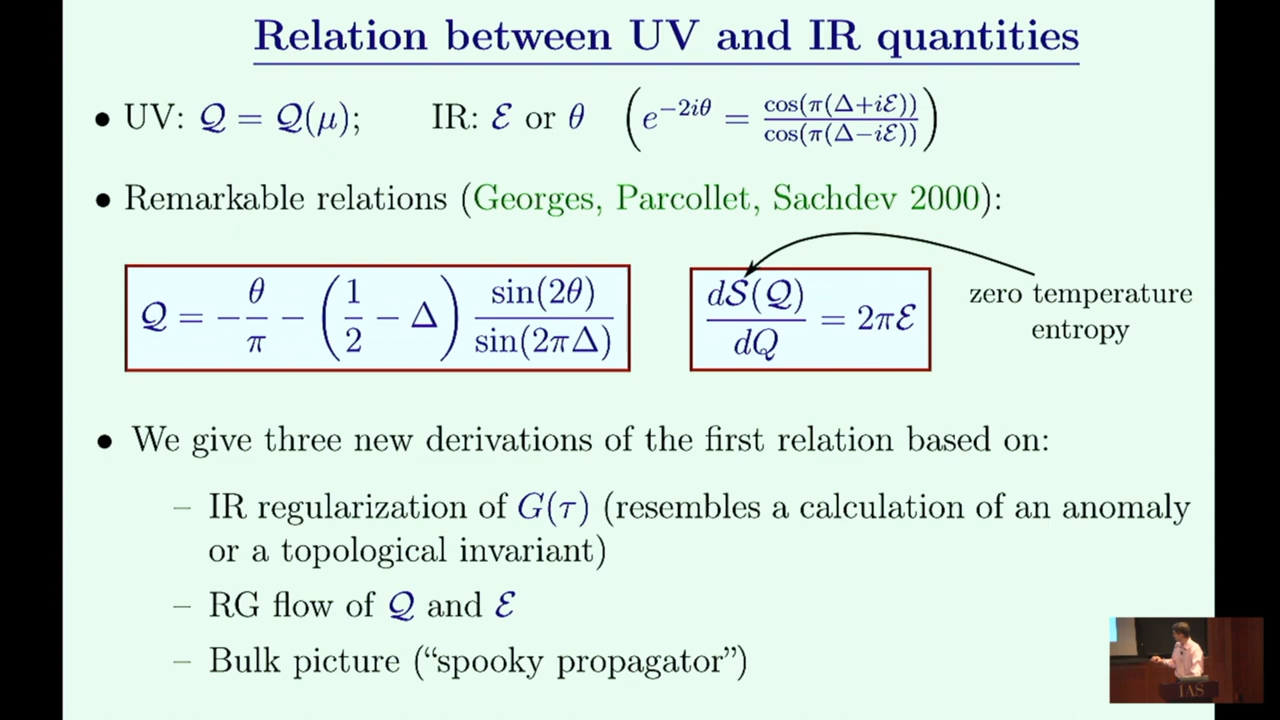 Relation between UV and IR quantities
• UV: 𝒬 = 𝒬(μ); IR: ℰ or θ (e^{−2iθ} = cos(π(Δ+iℰ)) / cos(π(Δ−iℰ)))
• Remarkable relations (Georges, Parcollet, Sachdev 2000):
𝒬 = −θ/π − (1/2 − Δ) sin(2θ)/sin(2πΔ)
d𝒮(𝒬)/dQ = 2πℰ
zero temperature
entropy
• We give three new derivations of the first relation based on:
– IR regularization of G(τ) (resembles a calculation of an anomaly
or a topological invariant)
– RG flow of 𝒬 and ℰ
– Bulk picture (“spooky propagator”)
IAS